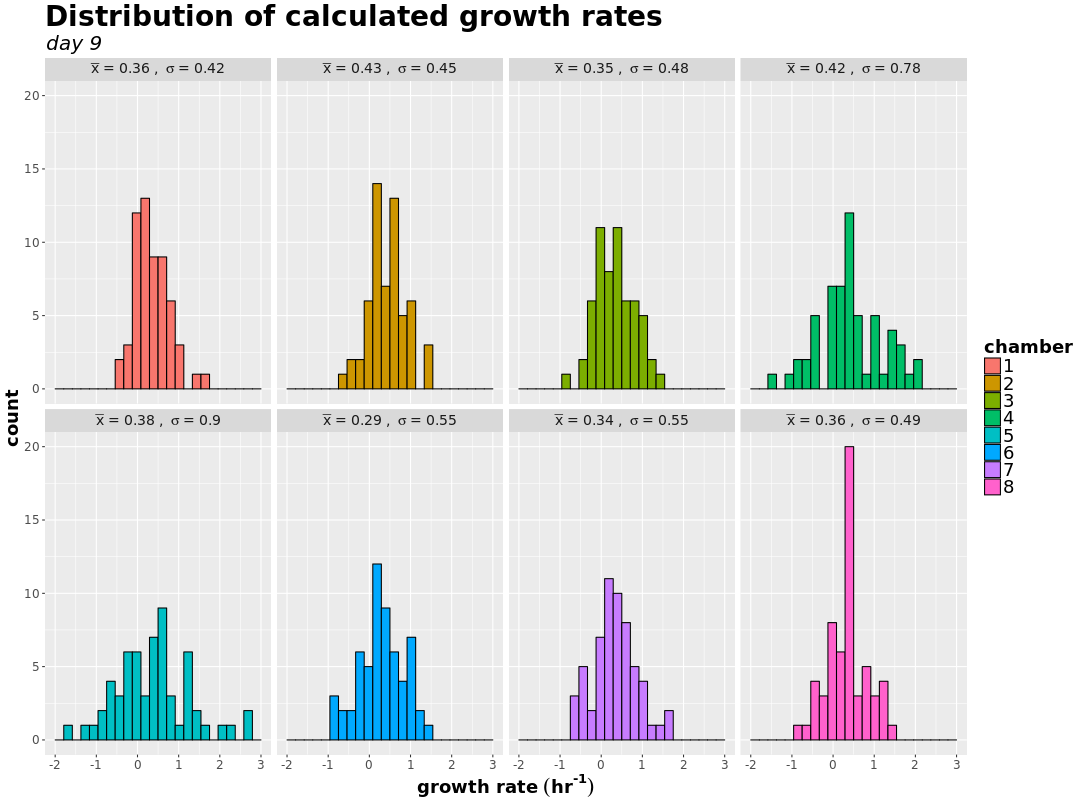 Distribution of calculated growth rates
day 9
x̅ = 0.36 , σ = 0.42
x̅ = 0.43 , σ = 0.45
x̅ = 0.35 , σ = 0.48
x̅ = 0.42 , σ = 0.78
20
15
10
5
0
x̅ = 0.38 , σ = 0.9
x̅ = 0.29 , σ = 0.55
x̅ = 0.34 , σ = 0.55
x̅ = 0.36 , σ = 0.49
20
15
10
5
0
-2 -1 0 1 2 3
-2 -1 0 1 2 3
-2 -1 0 1 2 3
-2 -1 0 1 2 3
count
growth rate (hr⁻¹)
chamber
1
2
3
4
5
6
7
8